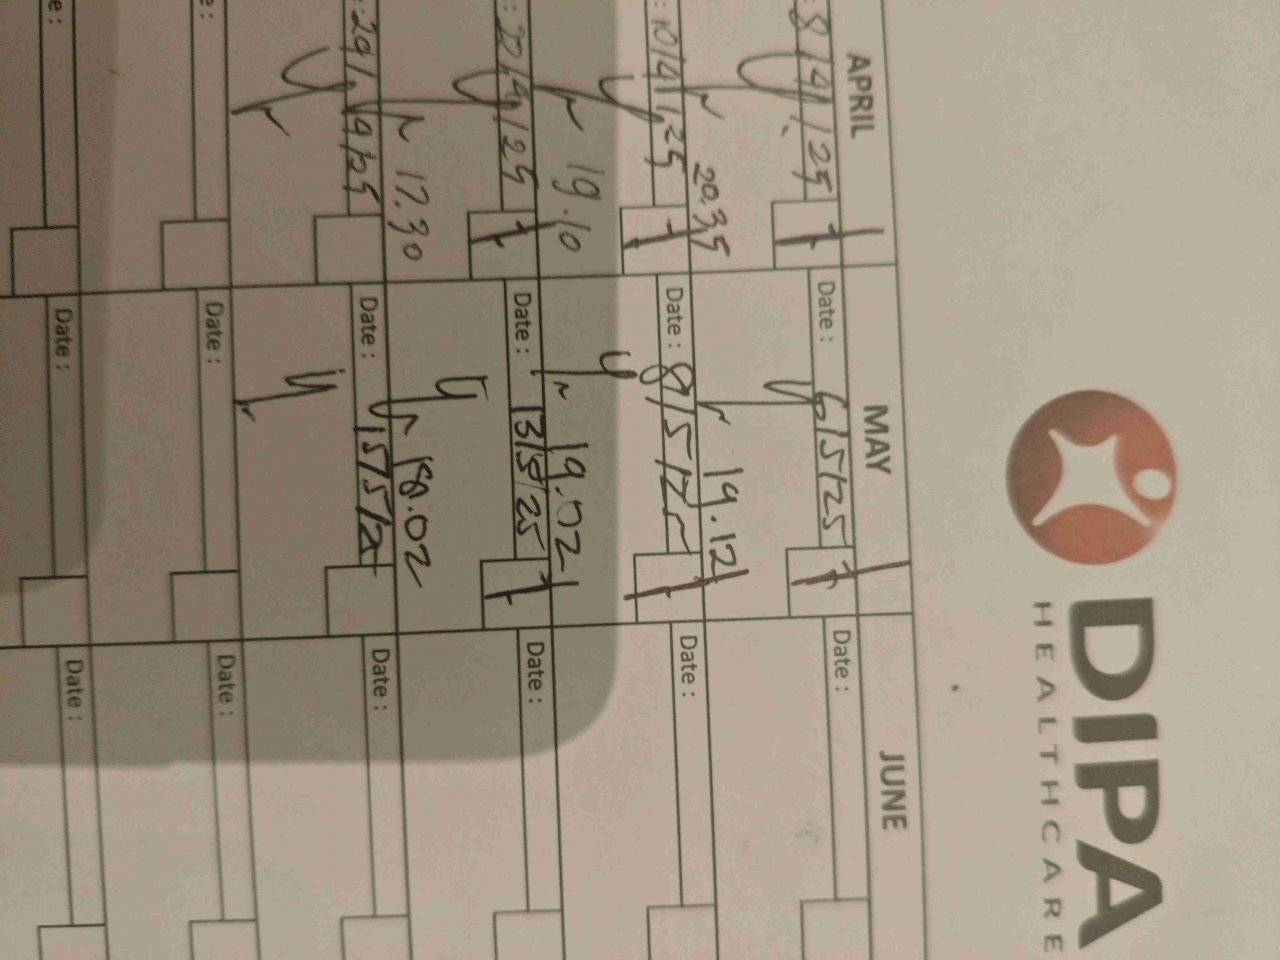 DIPA
HEALTHCARE
APRIL MAY JUNE
: 8/4/25 Date : 6/5/25 Date :
20.35 19.12
: 10/4/25 Date : 8/5/25 Date :
19.10 19.02
: 22/4/25 Date : 13/5/25 Date :
17.30 18.02
: 29/4/25 Date : 15/5/25 Date :
e : Date : Date :
e : Date : Date :